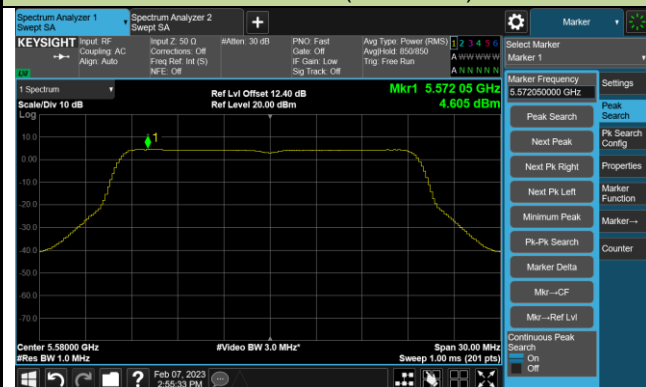 Spectrum Analyzer 1
Swept SA
Spectrum Analyzer 2
Swept SA
+
Marker
KEYSIGHT
Input: RF
Coupling: AC
Align: Auto
Input Z: 50 Ω
Corrections: Off
Freq Ref: Int (S)
NFE: Off
#Atten: 30 dB
PNO: Fast
Gate: Off
IF Gain: Low
Sig Track: Off
Avg Type: Power (RMS)
Avg|Hold: 850/850
Trig: Free Run
1 2 3 4 5 6
A W W W W W
A N N N N N
Select Marker
Marker 1
LXI
1 Spectrum
Scale/Div 10 dB
Log
Ref Lvl Offset 12.40 dB
Ref Level 20.00 dBm
Mkr1 5.572 05 GHz
4.605 dBm
1
10.0
0.00
-10.0
-20.0
-30.0
-40.0
-50.0
-60.0
-70.0
Center 5.58000 GHz
#Res BW 1.0 MHz
#Video BW 3.0 MHz*
Span 30.00 MHz
Sweep 1.00 ms (201 pts)
Marker Frequency
5.572050000 GHz
Peak Search
Next Peak
Next Pk Right
Next Pk Left
Minimum Peak
Pk-Pk Search
Marker Delta
Mkr→CF
Mkr→Ref Lvl
Continuous Peak
Search
On
Off
Settings
Peak
Search
Pk Search
Config
Properties
Marker
Function
Marker→
Counter
?
Feb 07, 2023
2:55:33 PM